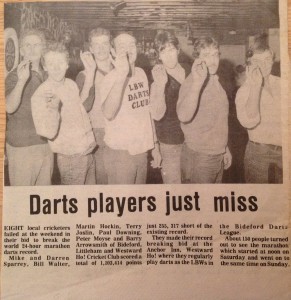 LBW
DARTS
CLUB
Darts players just miss
EIGHT local cricketers
failed at the weekend in
their bid to break the
world 24-hour marathon
darts record.
Mike and Darren
Sparrey, Bill Walter,
Martin Hockin, Terry
Joslin, Paul Downing,
Peter Moyse and Barry
Arrowsmith of Bideford,
Littleham and Westward
Ho! Cricket Club scored a
total of 1,303,614 points
just 255, 217 short of the
existing record.
They made their record
breaking bid at the
Anchor Inn, Westward
Ho! where they regularly
play darts as the LBWs in
the Bideford Darts
League.
About 150 people turned
out to see the marathon
which started at noon on
Saturday and went on to
the same time on Sunday.